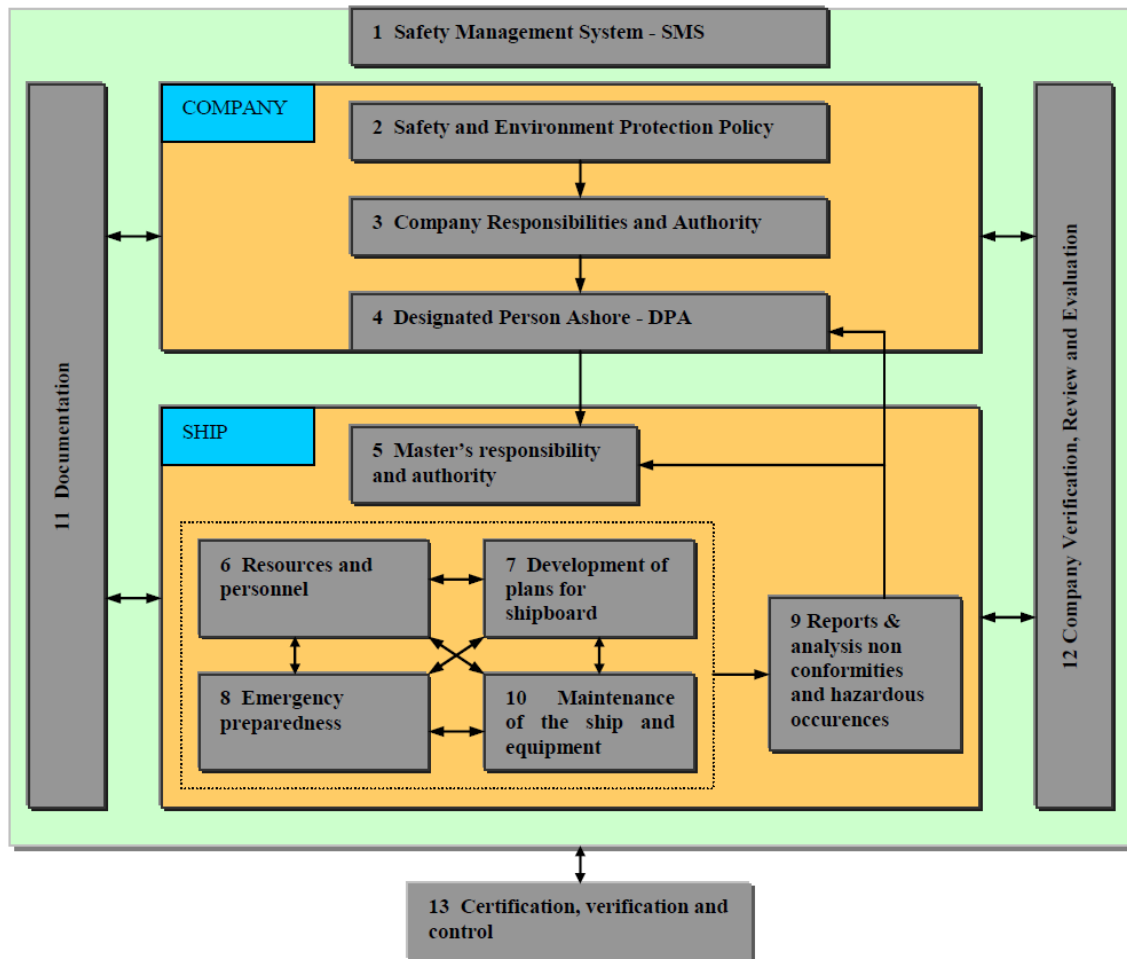 1 Safety Management System - SMS
COMPANY
2 Safety and Environment Protection Policy
3 Company Responsibilities and Authority
4 Designated Person Ashore - DPA
SHIP
5 Master’s responsibility
and authority
6 Resources and
personnel
7 Development of
plans for
shipboard
8 Emergency
preparedness
10 Maintenance
of the ship and
equipment
9 Reports &
analysis non
conformities
and hazardous
occurences
11 Documentation
12 Company Verification, Review and Evaluation
13 Certification, verification and
control